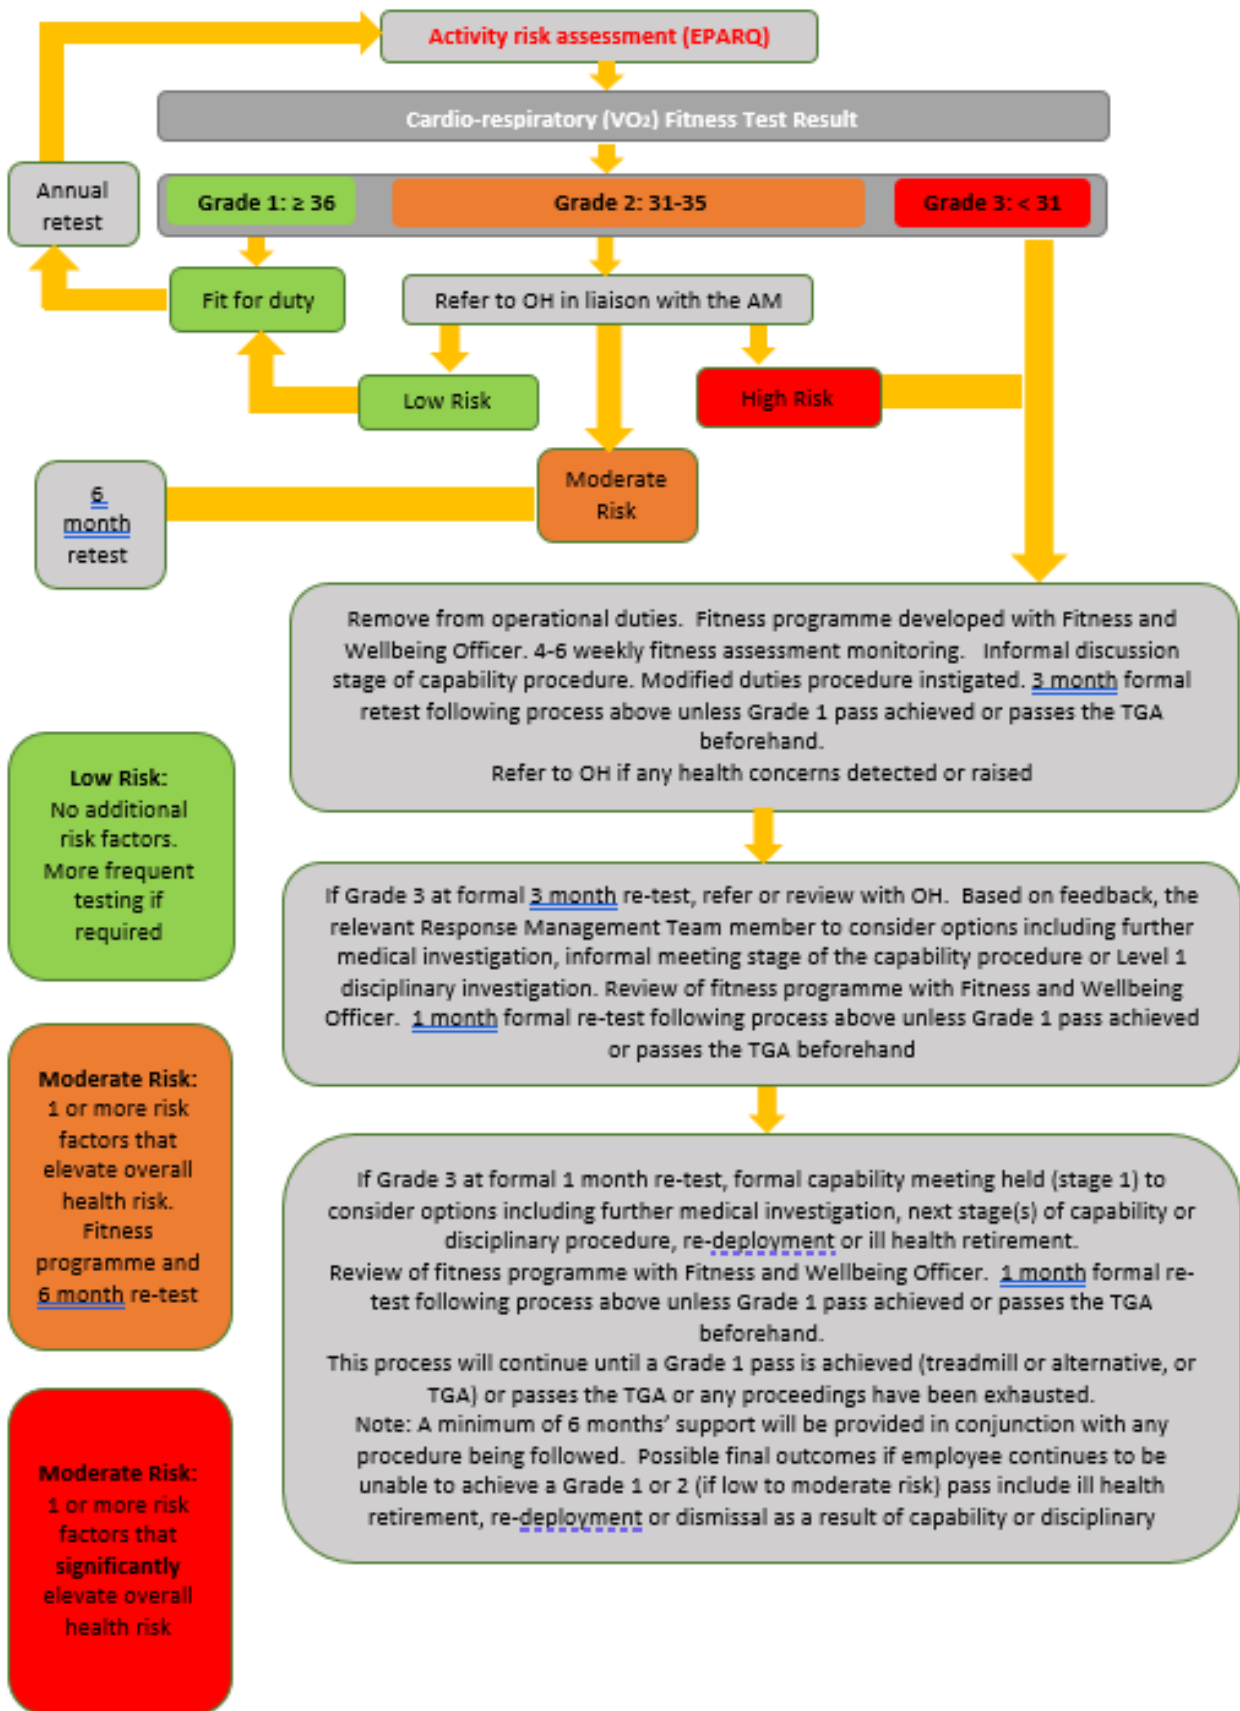 Activity risk assessment (EPARQ)
Cardio-respiratory (VO₂) Fitness Test Result
Annual
retest
Grade 1: ≥ 36
Grade 2: 31-35
Grade 3: < 31
Fit for duty
Refer to OH in liaison with the AM
Low Risk
High Risk
Moderate
Risk
6
month
retest
Remove from operational duties. Fitness programme developed with Fitness and
Wellbeing Officer. 4-6 weekly fitness assessment monitoring. Informal discussion
stage of capability procedure. Modified duties procedure instigated. 3 month formal
retest following process above unless Grade 1 pass achieved or passes the TGA
beforehand.
Refer to OH if any health concerns detected or raised
Low Risk:
No additional
risk factors.
More frequent
testing if
required
If Grade 3 at formal 3 month re-test, refer or review with OH. Based on feedback, the
relevant Response Management Team member to consider options including further
medical investigation, informal meeting stage of the capability procedure or Level 1
disciplinary investigation. Review of fitness programme with Fitness and Wellbeing
Officer. 1 month formal re-test following process above unless Grade 1 pass achieved
or passes the TGA beforehand
Moderate Risk:
1 or more risk
factors that
elevate overall
health risk.
Fitness
programme and
6 month re-test
If Grade 3 at formal 1 month re-test, formal capability meeting held (stage 1) to
consider options including further medical investigation, next stage(s) of capability or
disciplinary procedure, re-deployment or ill health retirement.
Review of fitness programme with Fitness and Wellbeing Officer. 1 month formal re-
test following process above unless Grade 1 pass achieved or passes the TGA
beforehand.
This process will continue until a Grade 1 pass is achieved (treadmill or alternative, or
TGA) or passes the TGA or any proceedings have been exhausted.
Note: A minimum of 6 months’ support will be provided in conjunction with any
procedure being followed. Possible final outcomes if employee continues to be
unable to achieve a Grade 1 or 2 (if low to moderate risk) pass include ill health
retirement, re-deployment or dismissal as a result of capability or disciplinary
Moderate Risk:
1 or more risk
factors that
significantly
elevate overall
health risk